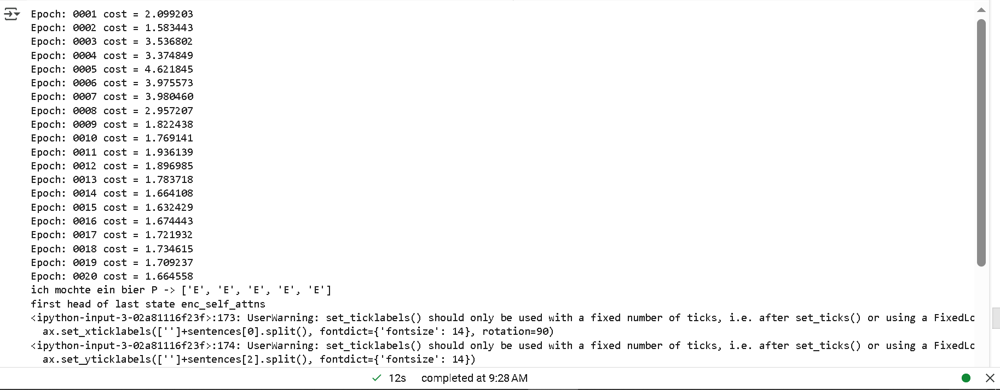 Epoch: 0001 cost = 2.099203
Epoch: 0002 cost = 1.583443
Epoch: 0003 cost = 3.536802
Epoch: 0004 cost = 3.374849
Epoch: 0005 cost = 4.621845
Epoch: 0006 cost = 3.975573
Epoch: 0007 cost = 3.980460
Epoch: 0008 cost = 2.957207
Epoch: 0009 cost = 1.822438
Epoch: 0010 cost = 1.769141
Epoch: 0011 cost = 1.936139
Epoch: 0012 cost = 1.896985
Epoch: 0013 cost = 1.783718
Epoch: 0014 cost = 1.664108
Epoch: 0015 cost = 1.632429
Epoch: 0016 cost = 1.674443
Epoch: 0017 cost = 1.721932
Epoch: 0018 cost = 1.734615
Epoch: 0019 cost = 1.709237
Epoch: 0020 cost = 1.664558
ich mochte ein bier P -> ['E', 'E', 'E', 'E', 'E']
first head of last state enc_self_attns
<ipython-input-3-02a81116f23f>:173: UserWarning: set_ticklabels() should only be used with a fixed number of ticks, i.e. after set_ticks() or using a FixedLo
ax.set_xticklabels(['']+sentences[0].split(), fontdict={'fontsize': 14}, rotation=90)
<ipython-input-3-02a81116f23f>:174: UserWarning: set_ticklabels() should only be used with a fixed number of ticks, i.e. after set_ticks() or using a FixedLo
ax.set_yticklabels(['']+sentences[2].split(), fontdict={'fontsize': 14})
12s completed at 9:28 AM